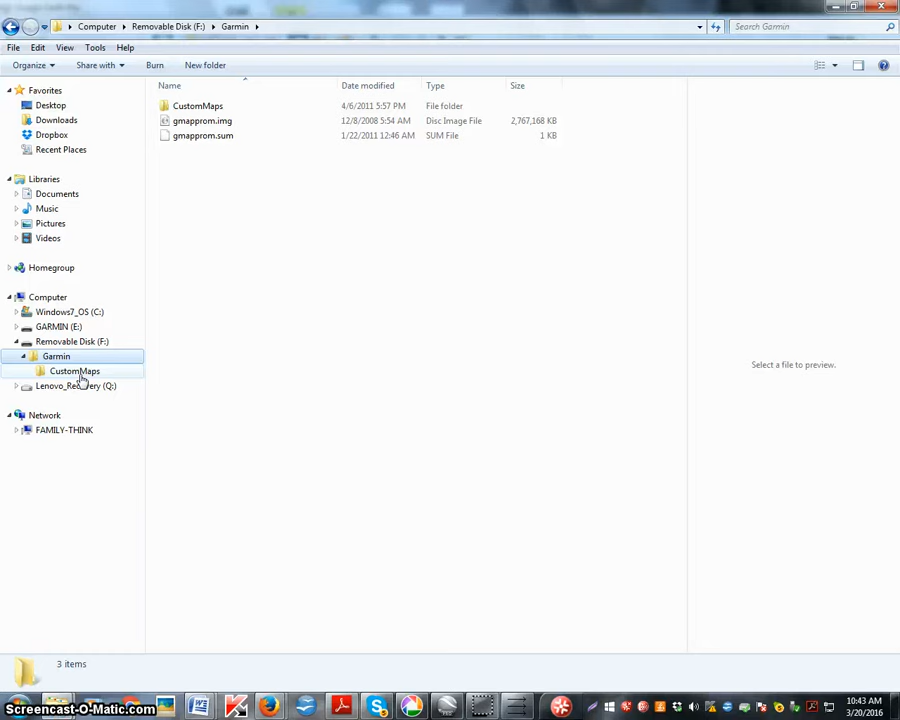 Computer ▸ Removable Disk (F:) ▸ Garmin ▸
Search Garmin
File Edit View Tools Help
Organize Share with Burn New folder
Name Date modified Type Size
CustomMaps 4/6/2011 5:57 PM File folder
gmapprom.img 12/8/2008 5:54 AM Disc Image File 2,767,168 KB
gmapprom.sum 1/22/2011 12:46 AM SUM File 1 KB
Favorites
Desktop
Downloads
Dropbox
Recent Places
Libraries
Documents
Music
Pictures
Videos
Homegroup
Computer
Windows7_OS (C:)
GARMIN (E:)
Removable Disk (F:)
Garmin
CustomMaps
Lenovo_Recovery (Q:)
Network
FAMILY-THINK
Select a file to preview.
3 items
Screencast-O-Matic.com
10:43 AM
3/20/2016